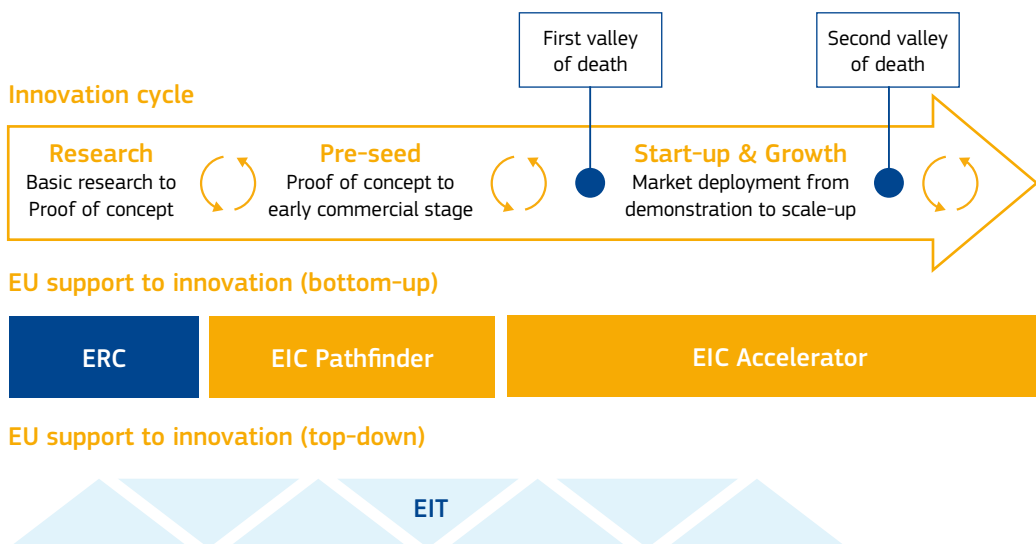 First valley
of death
Second valley
of death
Innovation cycle
Research
Basic research to
Proof of concept
Pre-seed
Proof of concept to
early commercial stage
Start-up & Growth
Market deployment from
demonstration to scale-up
EU support to innovation (bottom-up)
ERC
EIC Pathfinder
EIC Accelerator
EU support to innovation (top-down)
EIT